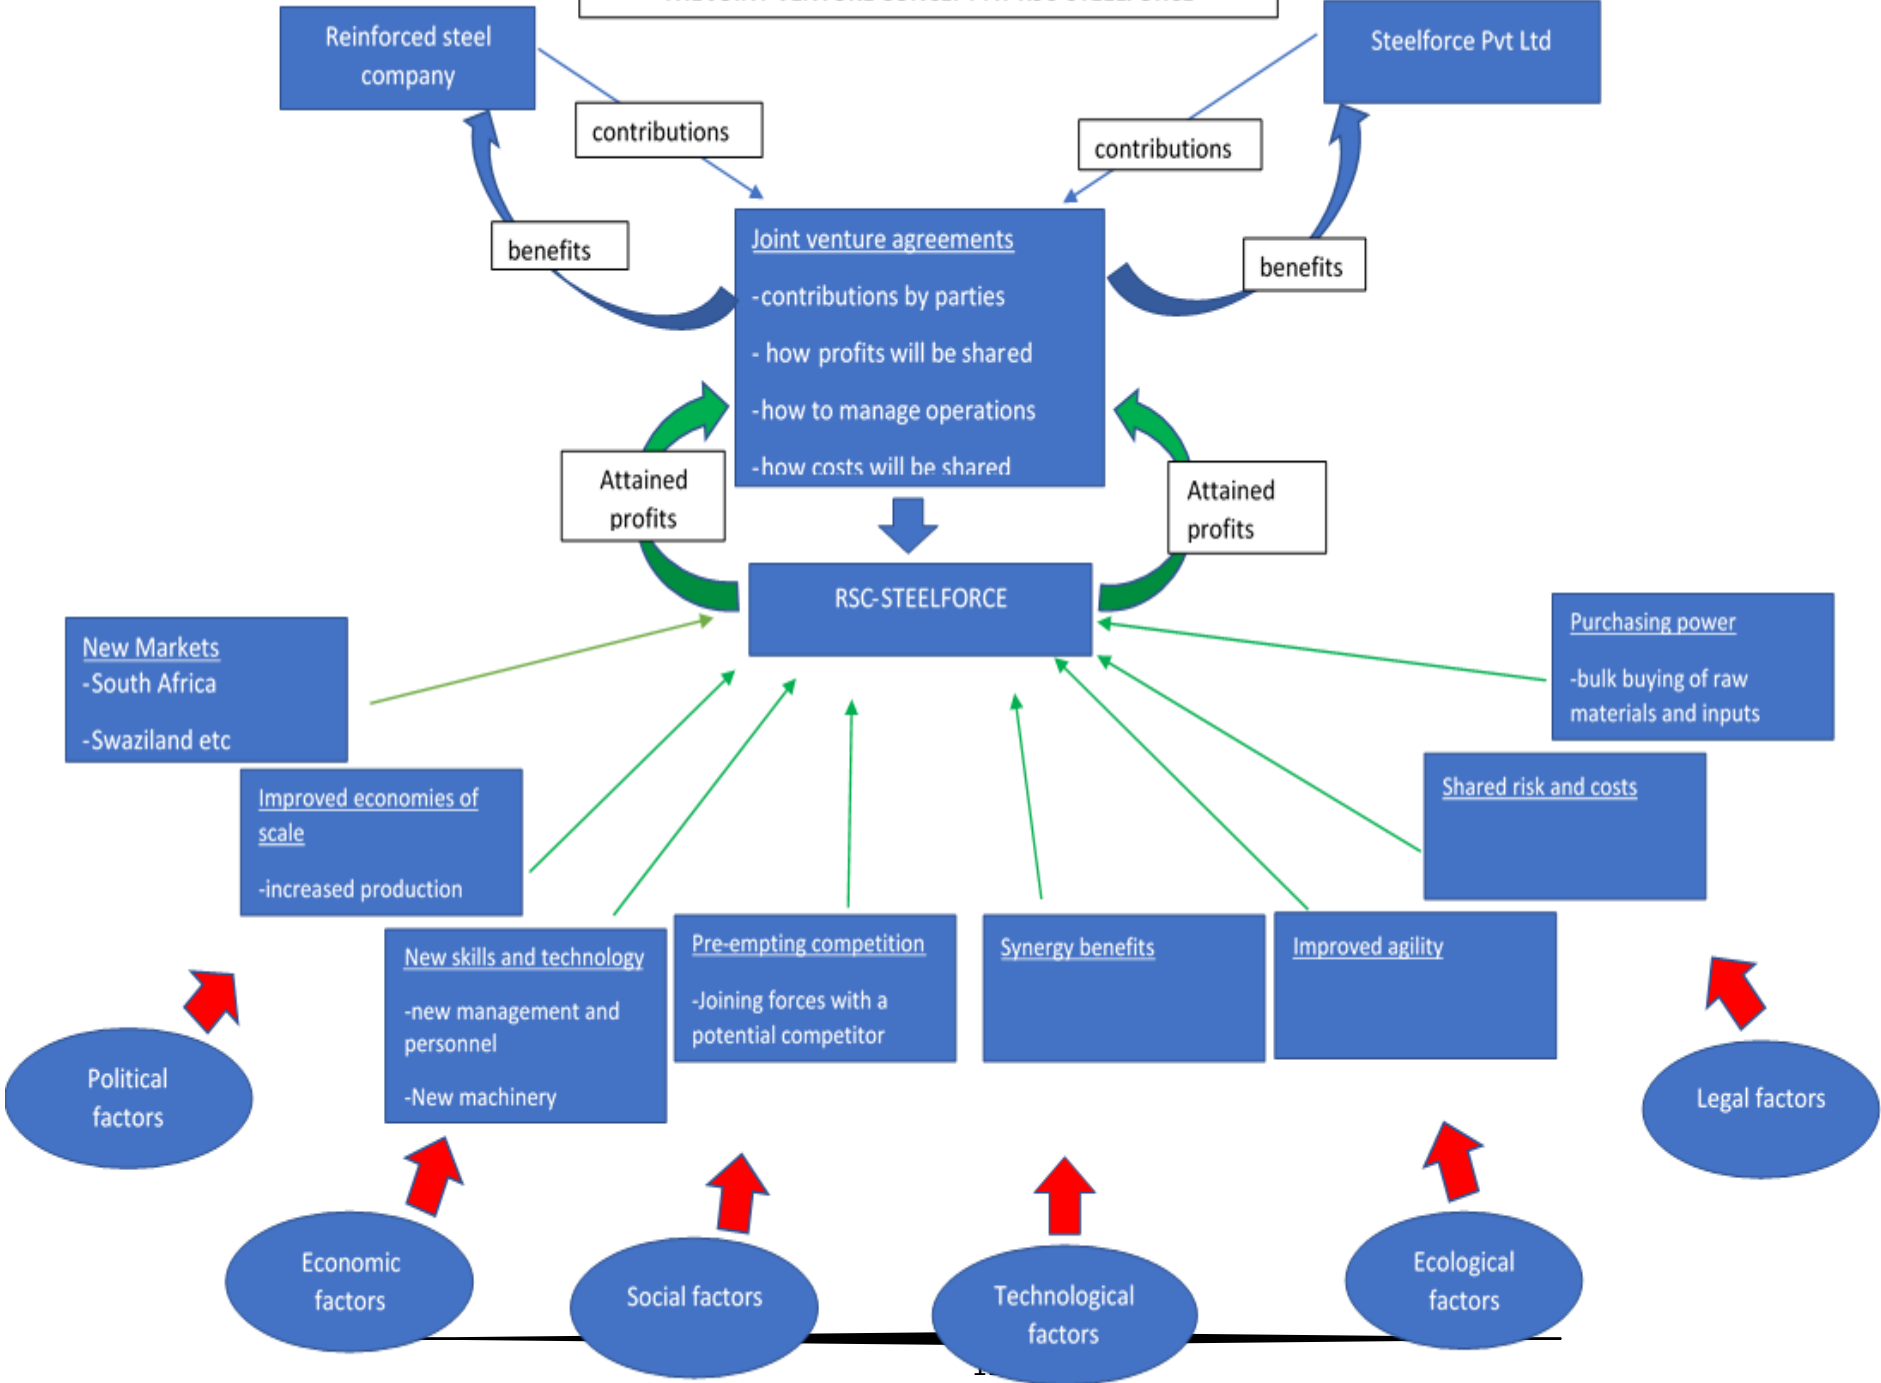 Reinforced steel
company
Steelforce Pvt Ltd
contributions
contributions
benefits
benefits
Joint venture agreements
-contributions by parties
- how profits will be shared
-how to manage operations
-how costs will be shared
Attained
profits
Attained
profits
RSC-STEELFORCE
New Markets
-South Africa
-Swaziland etc
Purchasing power
-bulk buying of raw
materials and inputs
Improved economies of
scale
-increased production
Shared risk and costs
New skills and technology
-new management and
personnel
-New machinery
Pre-empting competition
-Joining forces with a
potential competitor
Synergy benefits
Improved agility
Political
factors
Legal factors
Economic
factors
Social factors
Technological
factors
Ecological
factors